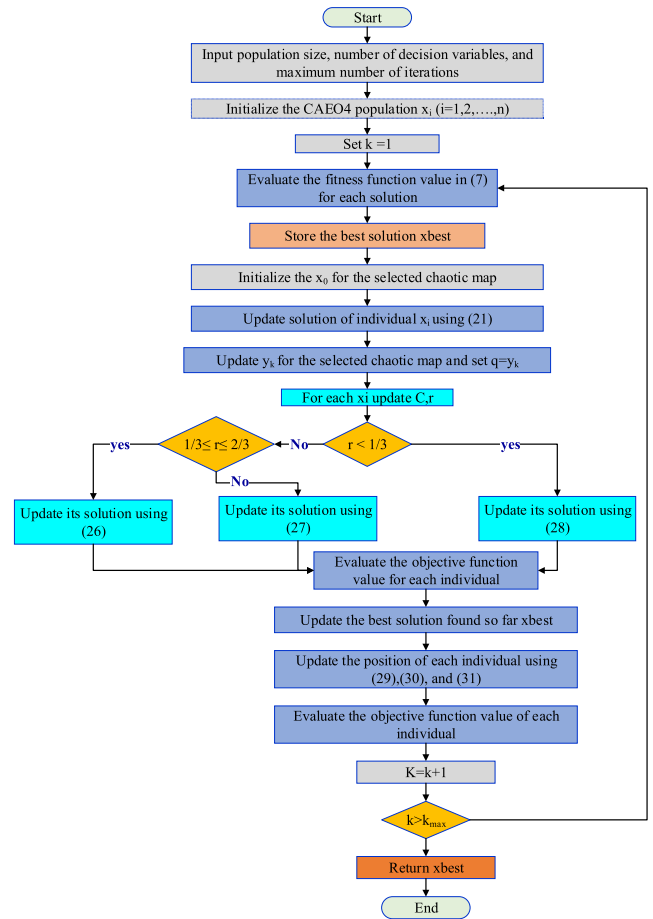 Start
Input population size, number of decision variables, and
maximum number of iterations
Initialize the CAEO4 population xᵢ (i=1,2,....,n)
Set k =1
Evaluate the fitness function value in (7)
for each solution
Store the best solution xbest
Initialize the x₀ for the selected chaotic map
Update solution of individual xᵢ using (21)
Update yₖ for the selected chaotic map and set q=yₖ
For each xi update C,r
1/3≤ r≤ 2/3
No
r < 1/3
yes
yes
No
Update its solution using
(26)
Update its solution using
(27)
Update its solution using
(28)
Evaluate the objective function
value for each individual
Update the best solution found so far xbest
Update the position of each individual using
(29),(30), and (31)
Evaluate the objective function value of each
individual
K=k+1
k>kₘₐₓ
Return xbest
End